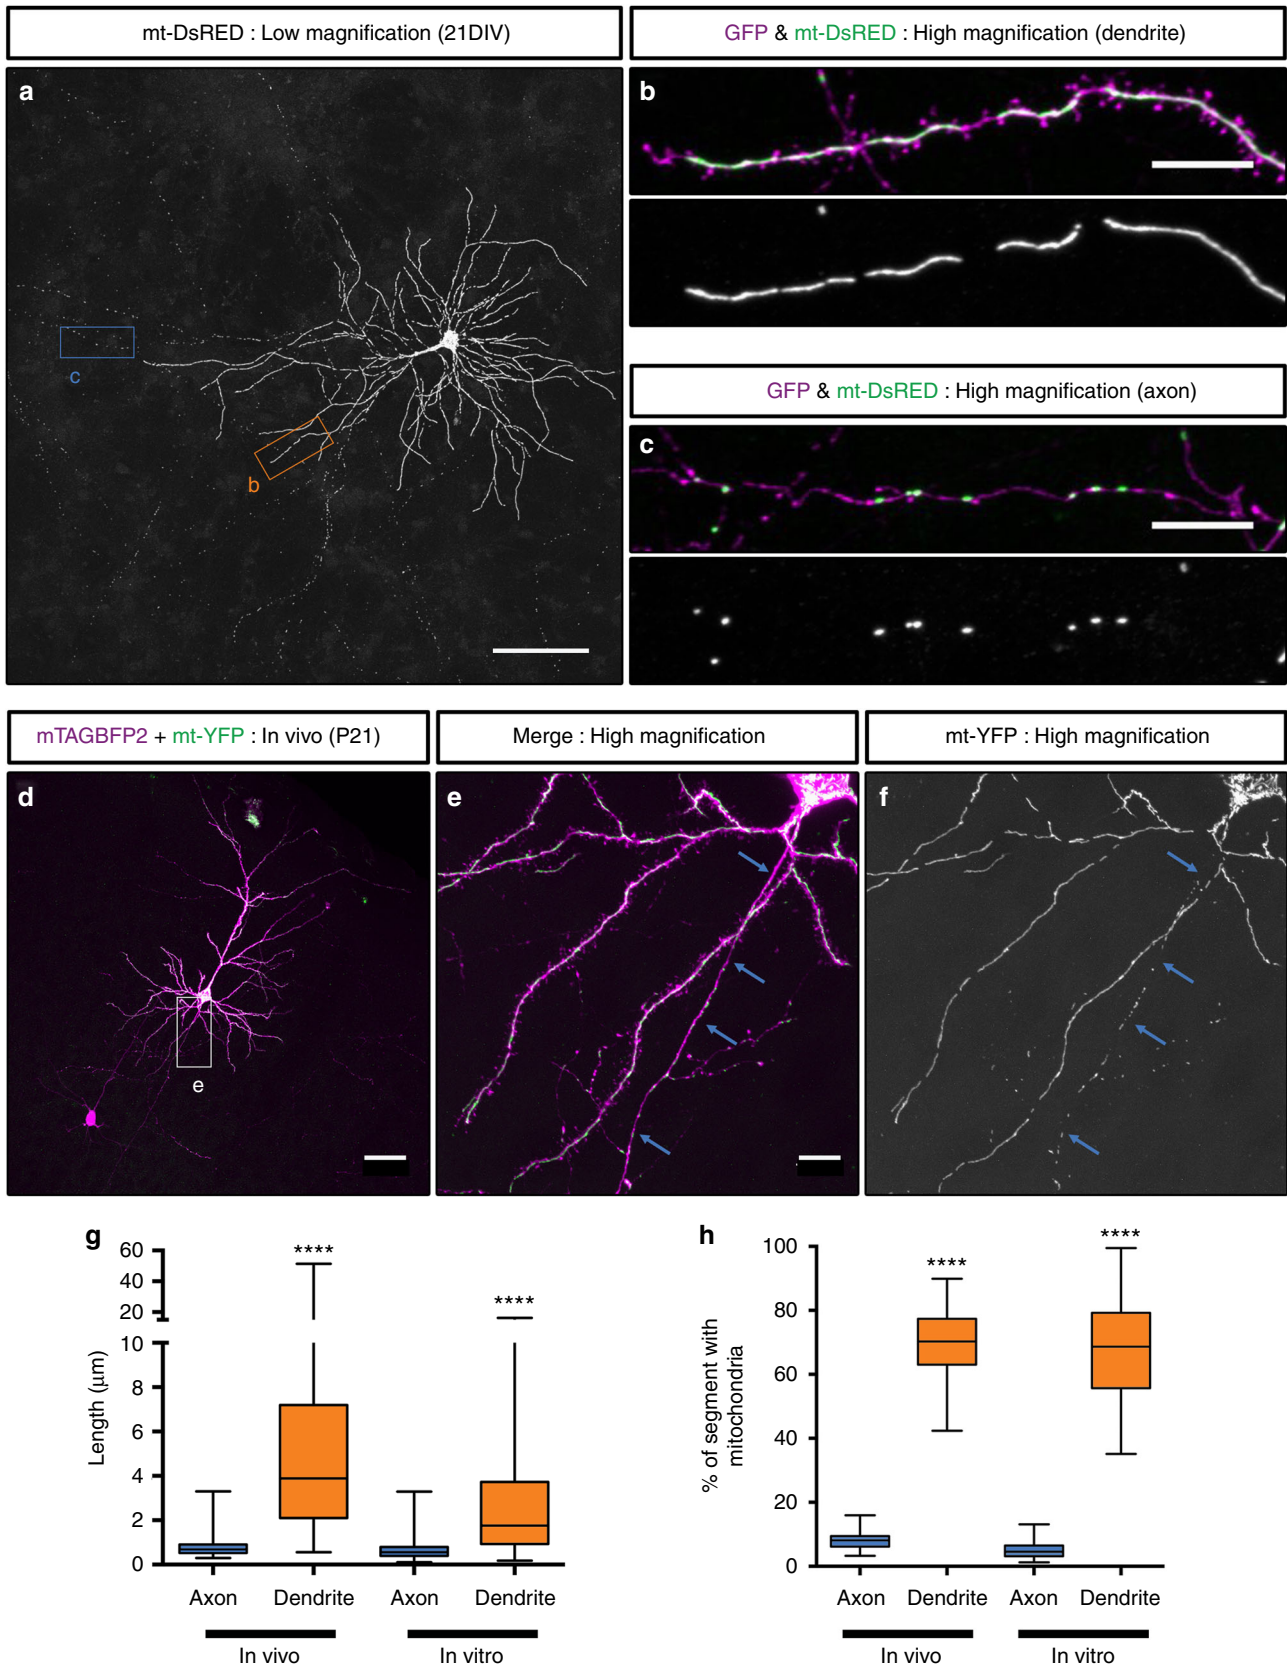 mt-DsRED : Low magnification (21DIV)
GFP & mt-DsRED : High magnification (dendrite)
a
b
c
b
GFP & mt-DsRED : High magnification (axon)
c
mTAGBFP2 + mt-YFP : In vivo (P21)
Merge : High magnification
mt-YFP : High magnification
d
e
e
f
g
60
40
20
10
8
6
4
2
0
Length (μm)
****
****
Axon
Dendrite
Axon
Dendrite
In vivo
In vitro
h
100
80
60
40
20
0
% of segment with
mitochondria
****
****
Axon
Dendrite
Axon
Dendrite
In vivo
In vitro